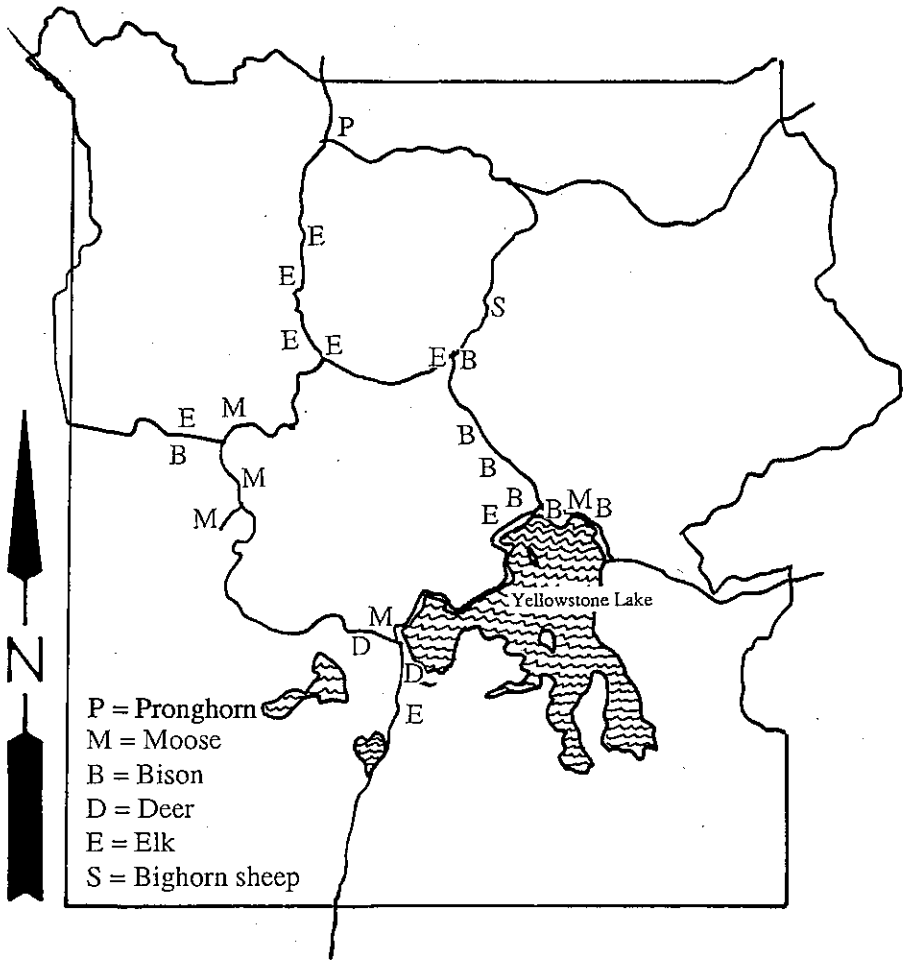 P
E
E
S
E E
E B
E M
B
B
M
B
M
B M B
E B
Yellowstone Lake
M
D
D
E
N
P = Pronghorn
M = Moose
B = Bison
D = Deer
E = Elk
S = Bighorn sheep